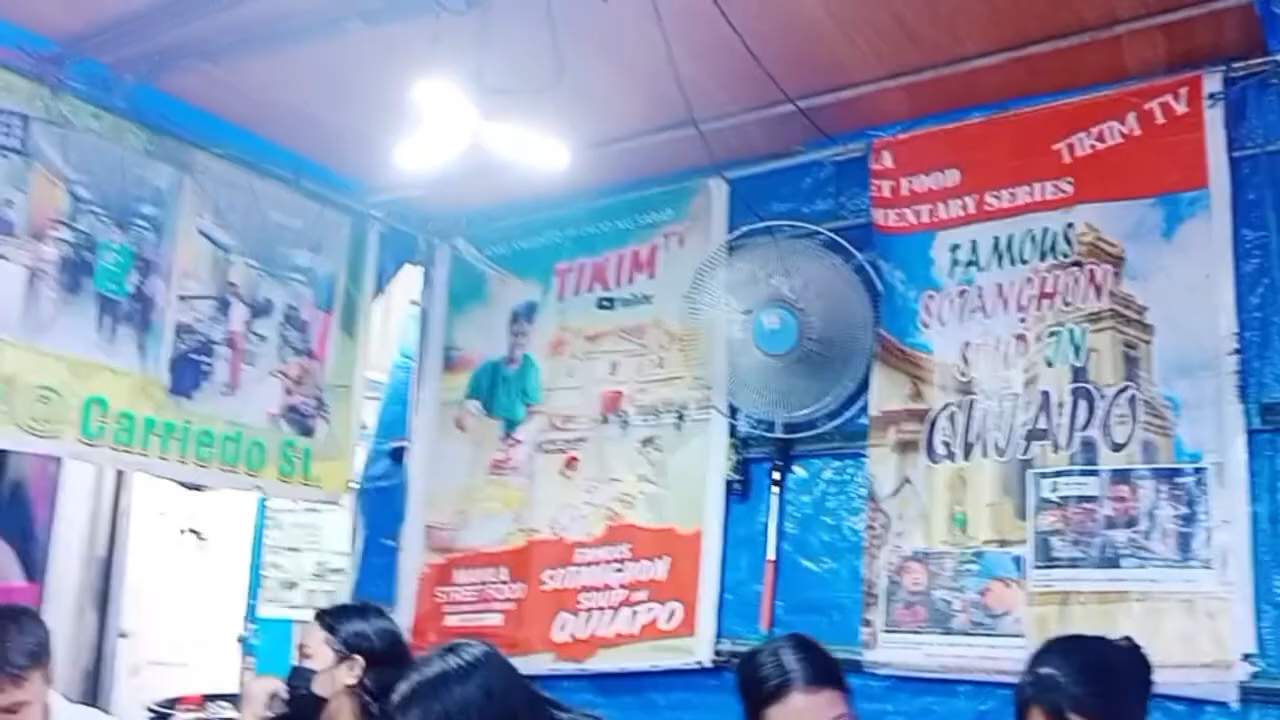 @ Carriedo St.
TIKIM TV
MANILA
STREET FOOD
FAMOUS
SOTANGHON
SOUP IN
QUIAPO
TIKIM TV
LA
ET FOOD
MENTARY SERIES
FAMOUS
SOTANGHON
SOUP IN
QUIAPO